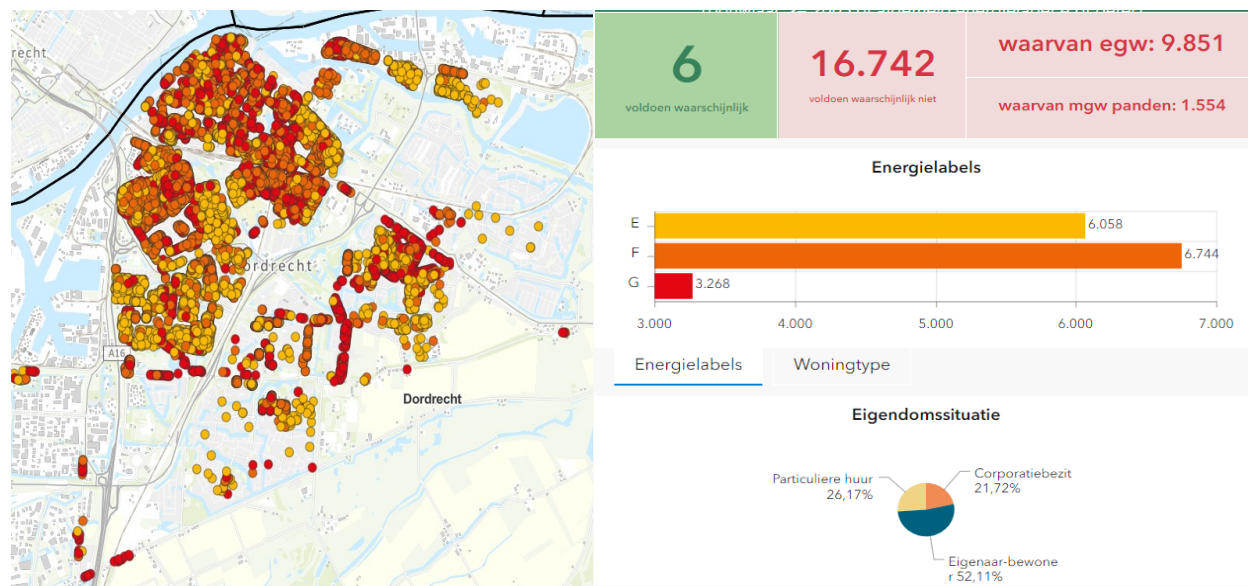 recht
ordrecht
A16
Dordrecht
6
voldoen waarschijnlijk
16.742
voldoen waarschijnlijk niet
waarvan egw: 9.851
waarvan mgw panden: 1.554
Energielabels
E
6.058
F
6.744
G
3.268
3.000
4.000
5.000
6.000
7.000
Energielabels
Woningtype
Eigendomssituatie
Particuliere huur
26,17%
Corporatiebezit
21,72%
Eigenaar-bewone
r 52,11%